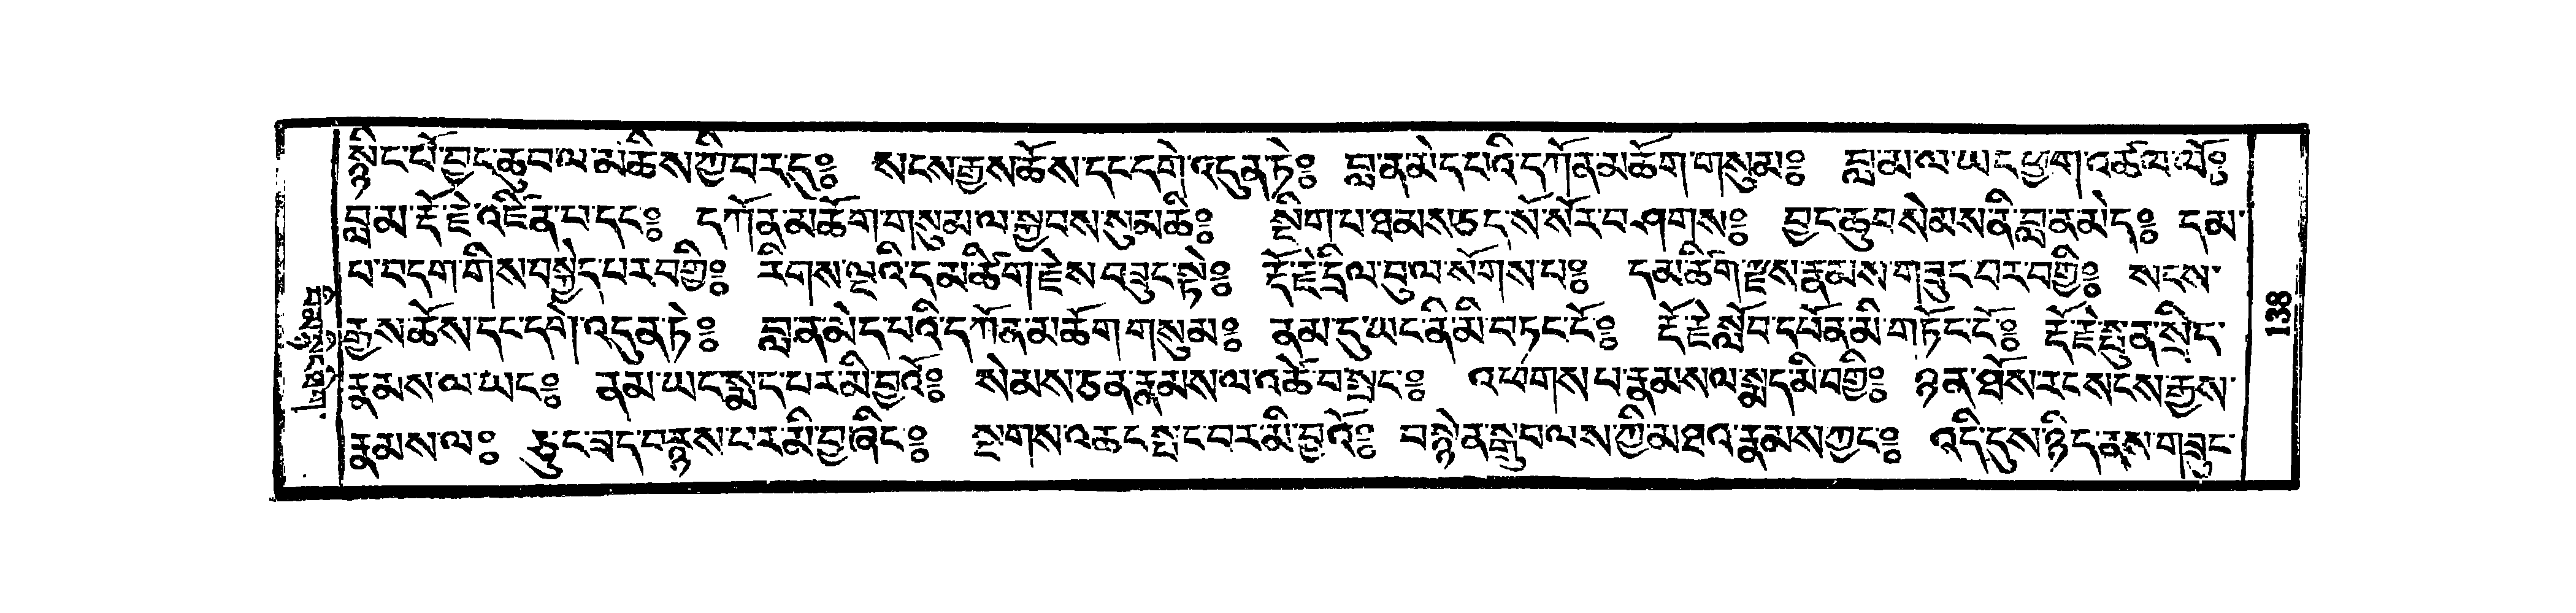 སྙིང་པོ་བྱང་ཆུབ་ལ་མཆིས་ཀྱི་བར་དུ༔ སངས་རྒྱས་ཆོས་དང་དགེ་འདུན་ཏེ༔ བླ་ན་མེད་པའི་དཀོན་མཆོག་གསུམ༔ བླ་མ་ལ་ཡང་ཕྱག་འཚལ་ལོ༔
བླ་མ་རྡོ་རྗེ་འཛིན་པ་དང༔ དཀོན་མཆོག་གསུམ་ལ་སྐྱབས་སུ་མཆི༔ སྡིག་པ་ཐམས་ཅད་སོ་སོར་བཤགས༔ བྱང་ཆུབ་སེམས་ནི་བླ་ན་མེད༔ དམ་
པ་བདག་གིས་བསྐྱེད་པར་བགྱི༔ རིགས་ལྔའི་དམ་ཚིག་རྗེས་བཟུང་སྟེ༔ རྡོ་རྗེ་དྲིལ་བུ་ལ་སོགས་པ༔ དམ་ཚིག་རྫས་རྣམས་གཟུང་བར་བགྱི༔ སངས་
རྒྱས་ཆོས་དང་དགེ་འདུན་ཏེ༔ བླ་ན་མེད་པའི་དཀོན་མཆོག་གསུམ༔ ནམ་དུ་ཡང་ནི་མི་བཏང་ངོ༔ རྡོ་རྗེ་སློབ་དཔོན་མི་གཏོང་ངོ༔ རྡོ་རྗེ་སྤུན་སྲིང་
རྣམས་ལ་ཡང༔ ནམ་ཡང་སྨད་པར་མི་བྱའོ༔ སེམས་ཅན་རྣམས་ལ་འཚེ་བ་སྤང༔ འཕགས་པ་རྣམས་ལ་སྨད་མི་བགྱི༔ ཉན་ཐོས་རང་སངས་རྒྱས་
རྣམས་ལ༔ ཅུང་ཟད་བརྙས་པར་མི་བྱ་ཞིང༔ སྔགས་འཆང་སྤང་བར་མི་བྱའོ༔ བསྙེན་སྒྲུབ་ལས་ཀྱི་མཐའ་རྣམས་ཀྱང༔ འདི་དུས་ཉིད་ནས་གཟུང་